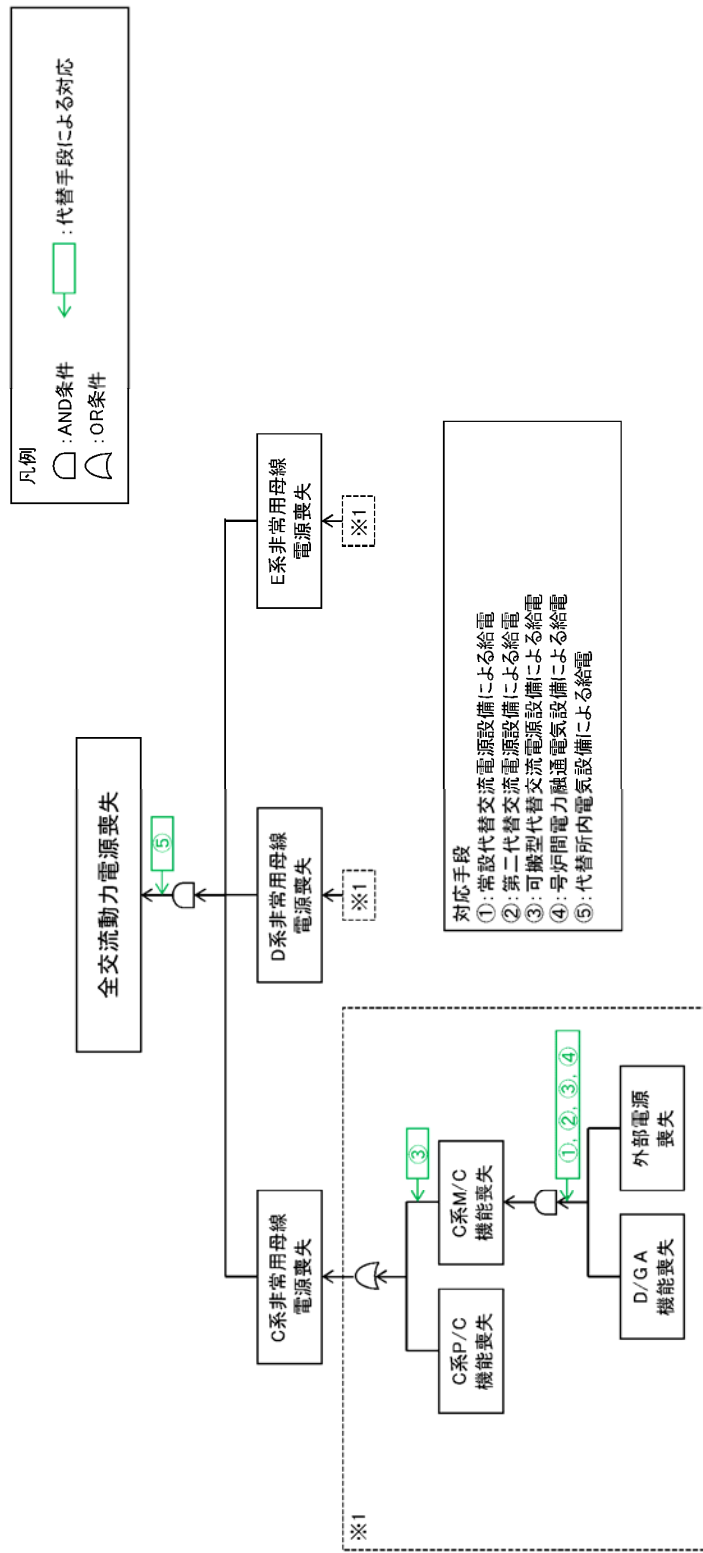 凡例
:AND条件
:OR条件
:代替手段による対応
全交流動力電源喪失
⑤
C系非常用母線
電源喪失
D系非常用母線
電源喪失
E系非常用母線
電源喪失
※1
※1
※1
③
C系P/C
機能喪失
C系M/C
機能喪失
①, ②, ③, ④
D/GA
機能喪失
外部電源
喪失
対応手段
①:常設代替交流電源設備による給電
②:第二代替交流電源設備による給電
③:可搬型代替交流電源設備による給電
④:号炉間電力融通電気設備による給電
⑤:代替所内電気設備による給電